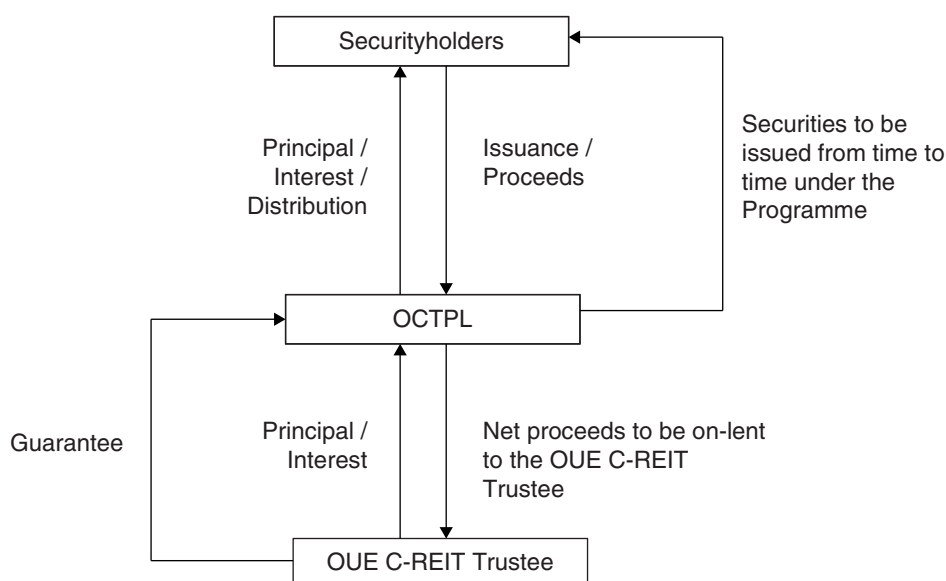 Securityholders
Principal /
Interest /
Distribution
Issuance /
Proceeds
Securities to be
issued from time to
time under the
Programme
OCTPL
Guarantee
Principal /
Interest
Net proceeds to be on-lent
to the OUE C-REIT
Trustee
OUE C-REIT Trustee